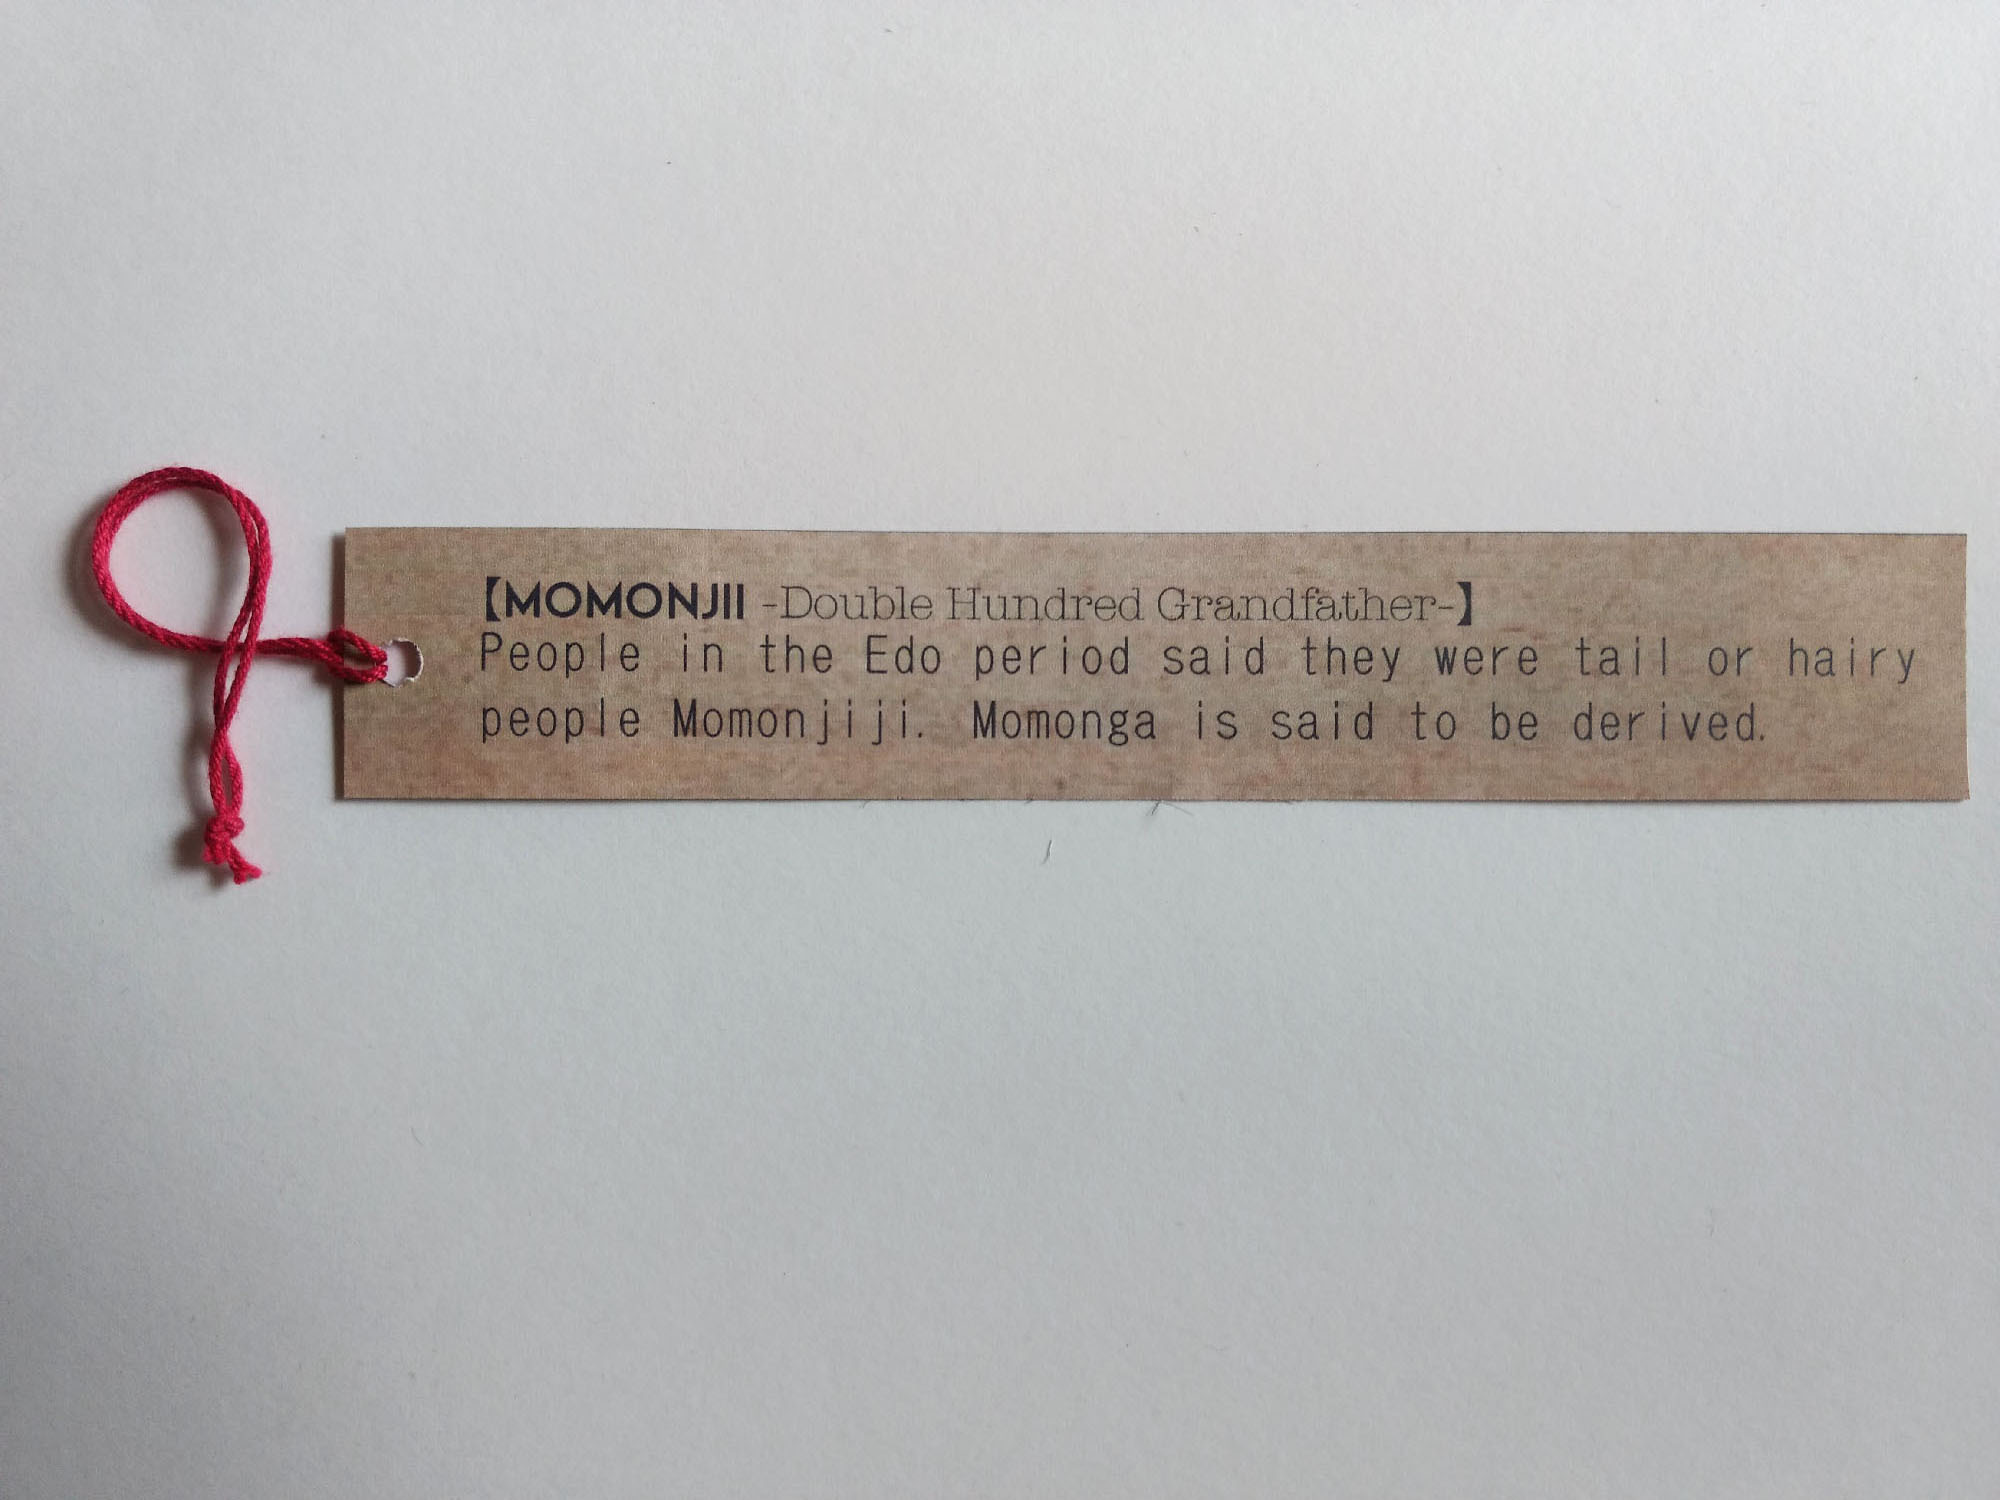 【MOMONJII -Double Hundred Grandfather-】
People in the Edo period said they were tail or hairy
people Momonjiji. Momonga is said to be derived.